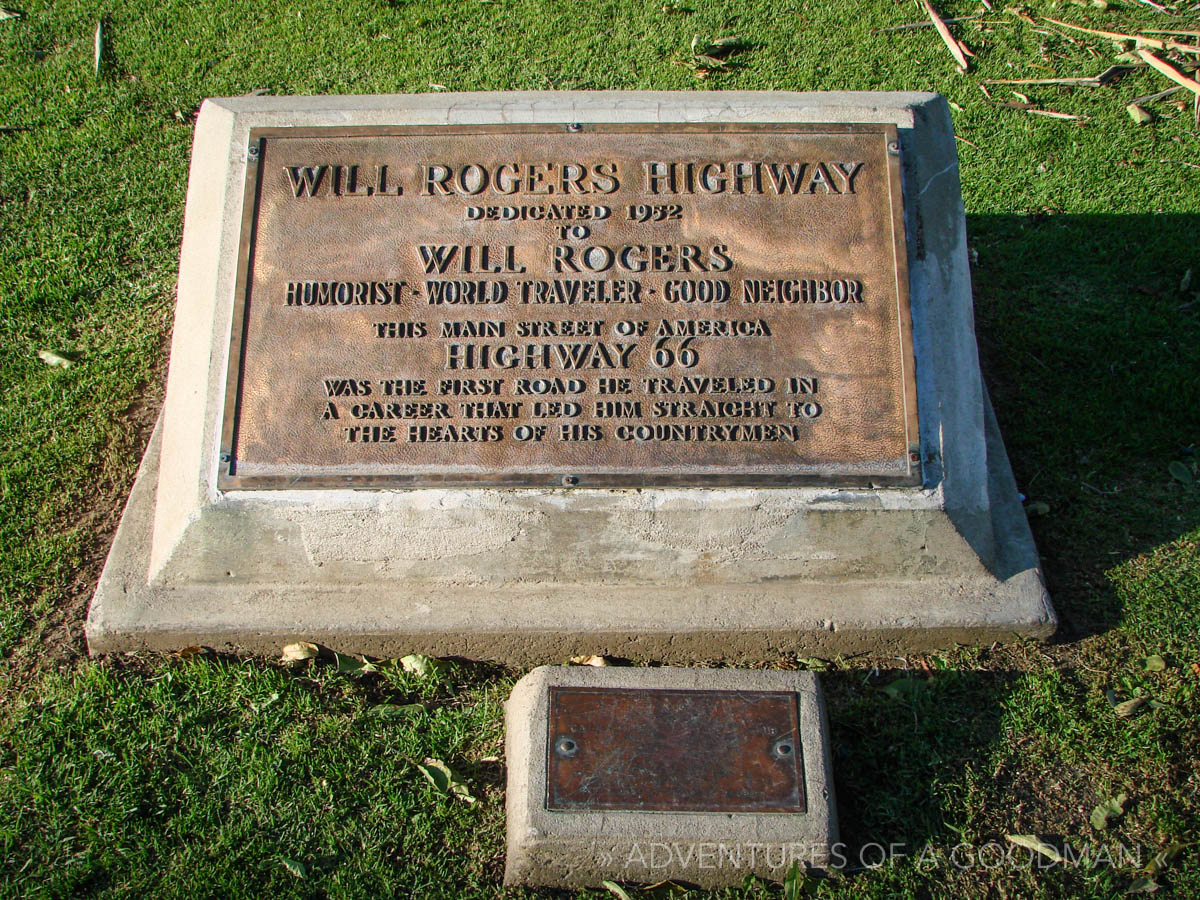 WILL ROGERS HIGHWAY
DEDICATED 1952
TO
WILL ROGERS
HUMORIST · WORLD TRAVELER · GOOD NEIGHBOR
THIS MAIN STREET OF AMERICA
HIGHWAY 66
WAS THE FIRST ROAD HE TRAVELED IN
A CAREER THAT LED HIM STRAIGHT TO
THE HEARTS OF HIS COUNTRYMEN
» ADVENTURES OF A GOODMAN «